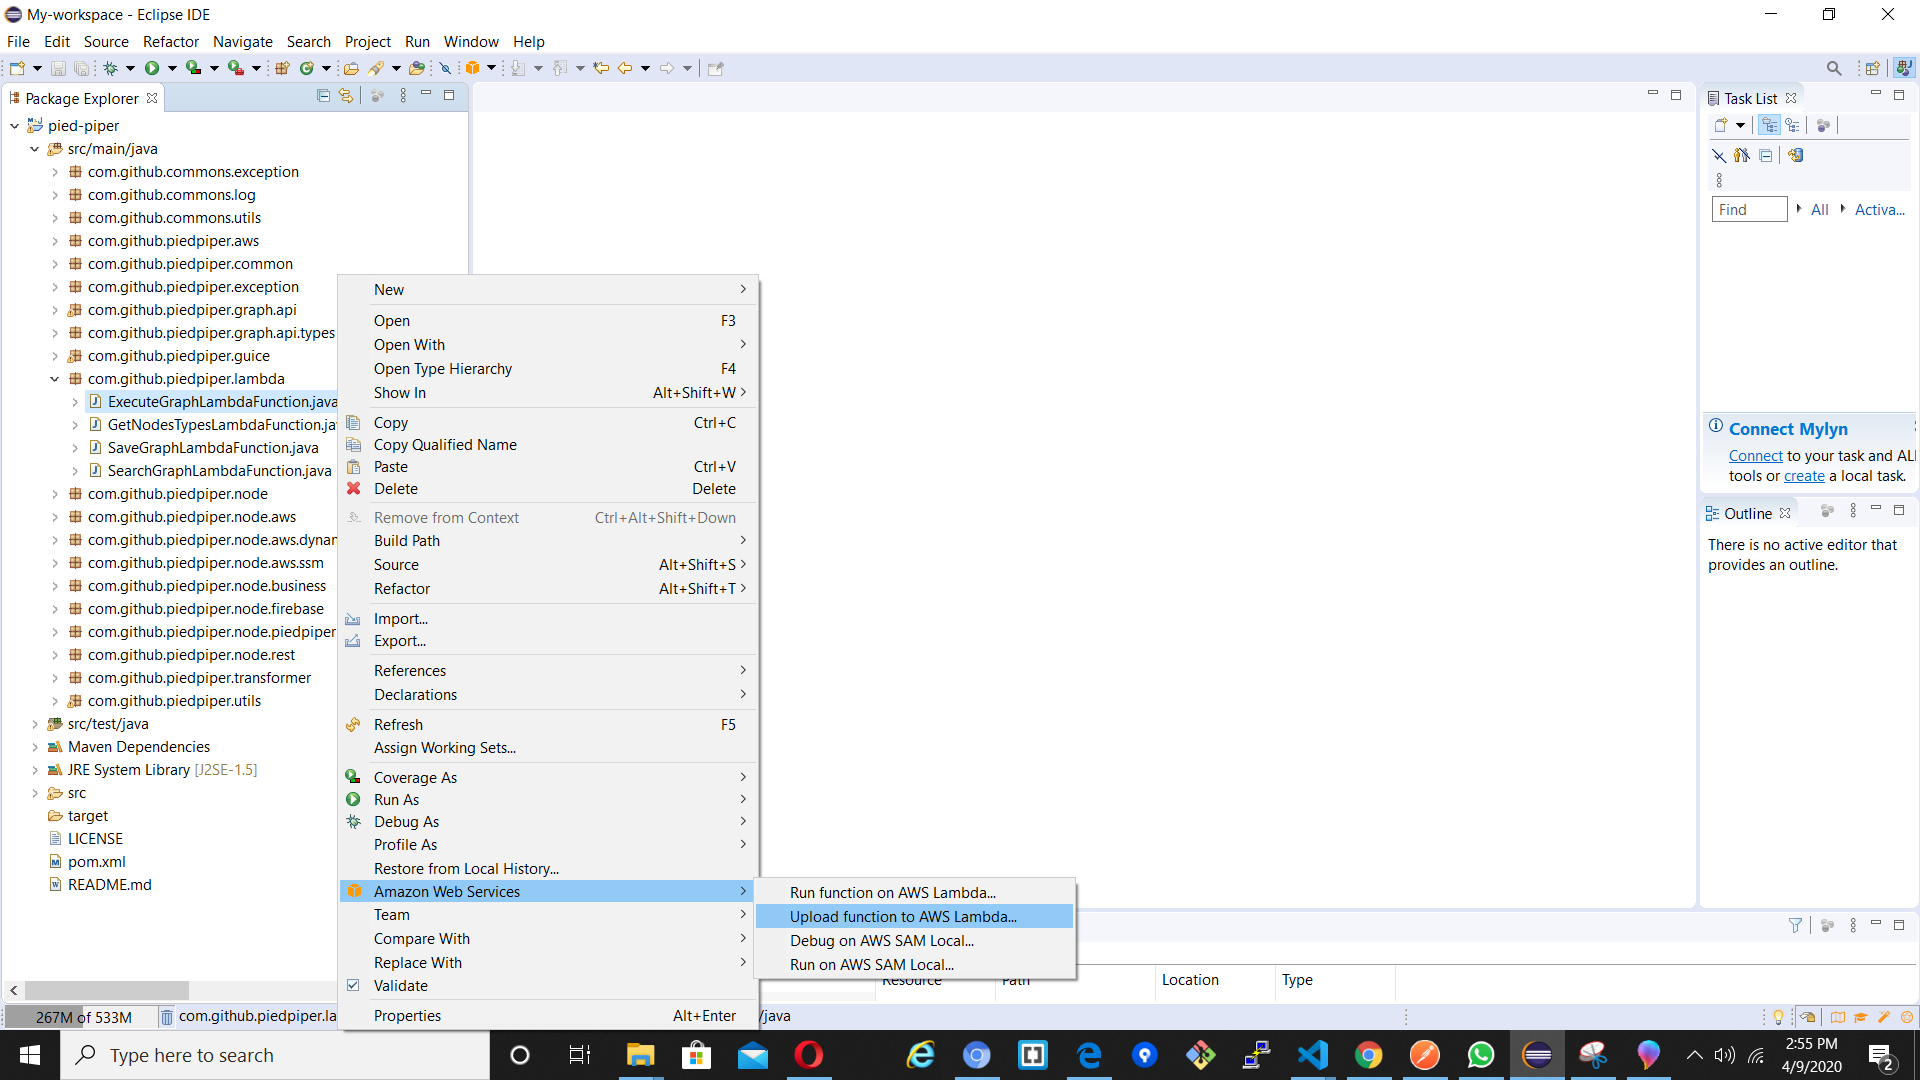 My-workspace - Eclipse IDE
File Edit Source Refactor Navigate Search Project Run Window Help
Package Explorer
pied-piper
src/main/java
com.github.commons.exception
com.github.commons.log
com.github.commons.utils
com.github.piedpiper.aws
com.github.piedpiper.common
com.github.piedpiper.exception
com.github.piedpiper.graph.api
com.github.piedpiper.graph.api.types
com.github.piedpiper.guice
com.github.piedpiper.lambda
ExecuteGraphLambdaFunction.java
GetNodesTypesLambdaFunction.ja
SaveGraphLambdaFunction.java
SearchGraphLambdaFunction.java
com.github.piedpiper.node
com.github.piedpiper.node.aws
com.github.piedpiper.node.aws.dynan
com.github.piedpiper.node.aws.ssm
com.github.piedpiper.node.business
com.github.piedpiper.node.firebase
com.github.piedpiper.node.piedpiper
com.github.piedpiper.node.rest
com.github.piedpiper.transformer
com.github.piedpiper.utils
src/test/java
Maven Dependencies
JRE System Library [J2SE-1.5]
src
target
LICENSE
pom.xml
README.md
New
Open F3
Open With
Open Type Hierarchy F4
Show In Alt+Shift+W
Copy Ctrl+C
Copy Qualified Name
Paste Ctrl+V
Delete Delete
Remove from Context Ctrl+Alt+Shift+Down
Build Path
Source Alt+Shift+S
Refactor Alt+Shift+T
Import...
Export...
References
Declarations
Refresh F5
Assign Working Sets...
Coverage As
Run As
Debug As
Profile As
Restore from Local History...
Amazon Web Services
Team
Compare With
Replace With
Validate
Properties Alt+Enter
Run function on AWS Lambda...
Upload function to AWS Lambda...
Debug on AWS SAM Local...
Run on AWS SAM Local...
Task List
Find All Activa...
Connect Mylyn
Connect to your task and AL
tools or create a local task.
Outline
There is no active editor that
provides an outline.
Resource Path Location Type
267M of 533M com.github.piedpiper.la /java
Type here to search
2:55 PM
4/9/2020
2